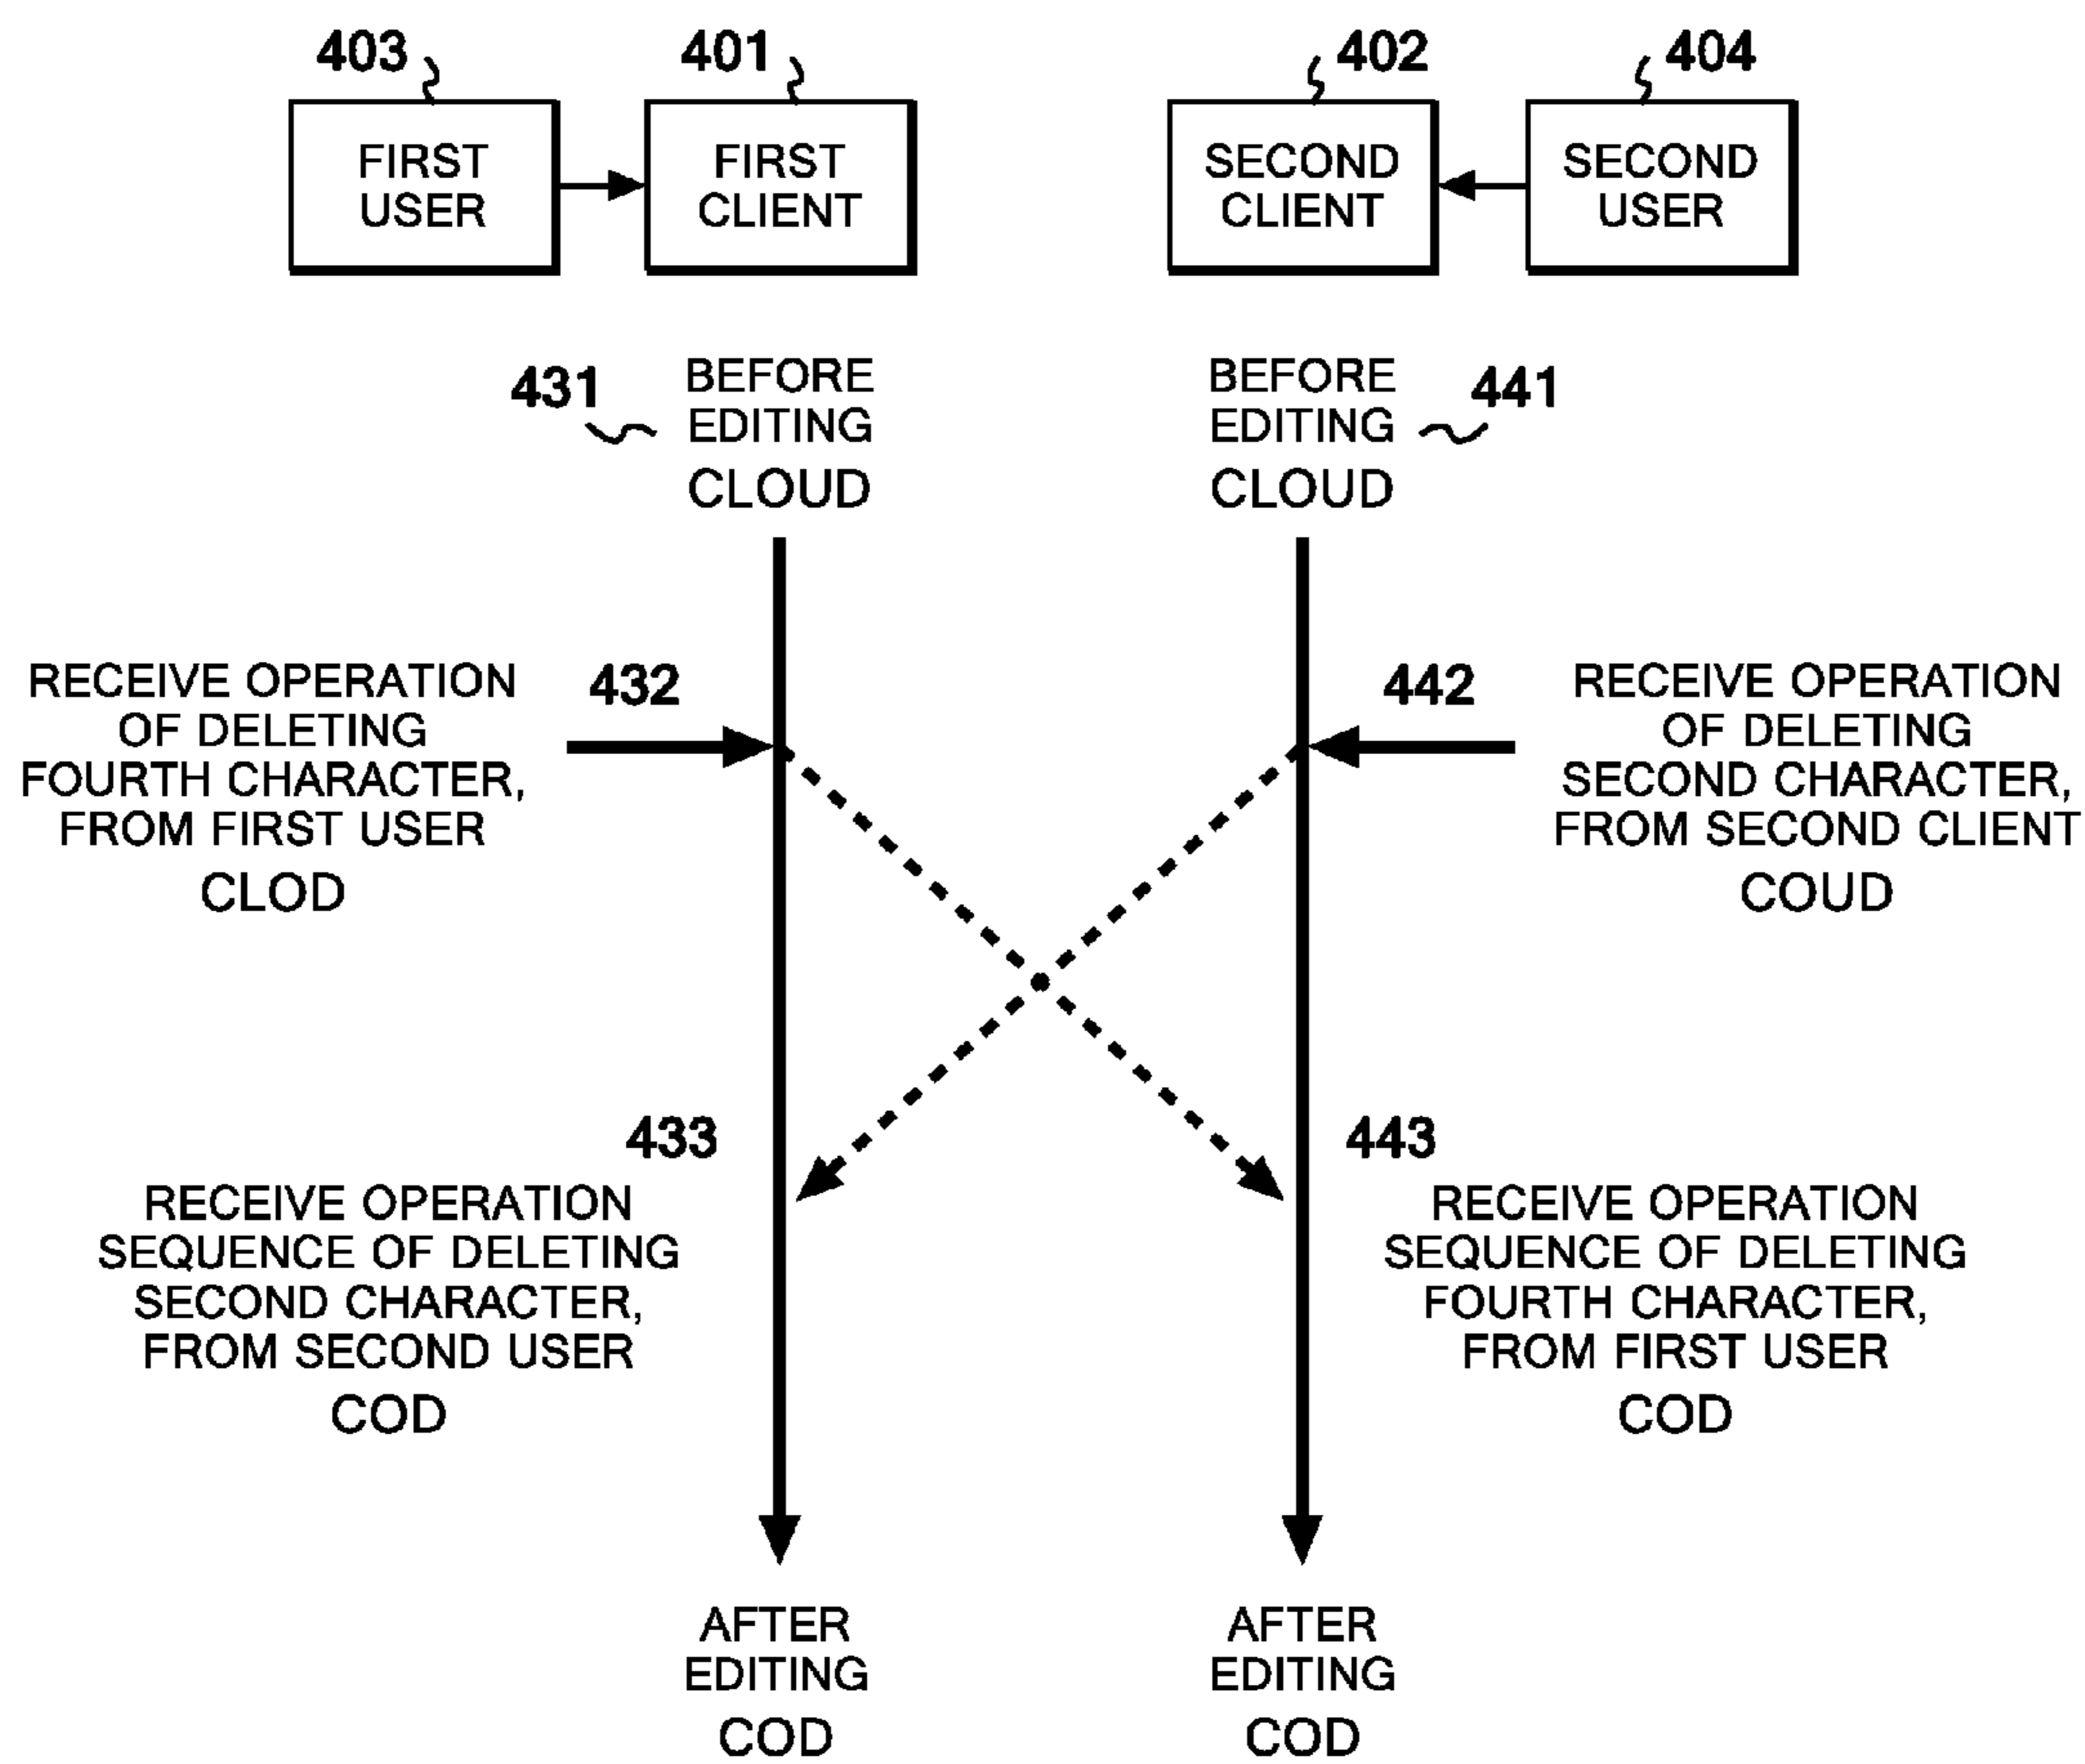 403
401
402
404
FIRST
USER
FIRST
CLIENT
SECOND
CLIENT
SECOND
USER
431
BEFORE
EDITING
CLOUD
BEFORE
EDITING
CLOUD
441
RECEIVE OPERATION
OF DELETING
FOURTH CHARACTER,
FROM FIRST USER
CLOD
432
442
RECEIVE OPERATION
OF DELETING
SECOND CHARACTER,
FROM SECOND CLIENT
COUD
433
RECEIVE OPERATION
SEQUENCE OF DELETING
SECOND CHARACTER,
FROM SECOND USER
COD
443
RECEIVE OPERATION
SEQUENCE OF DELETING
FOURTH CHARACTER,
FROM FIRST USER
COD
AFTER
EDITING
COD
AFTER
EDITING
COD